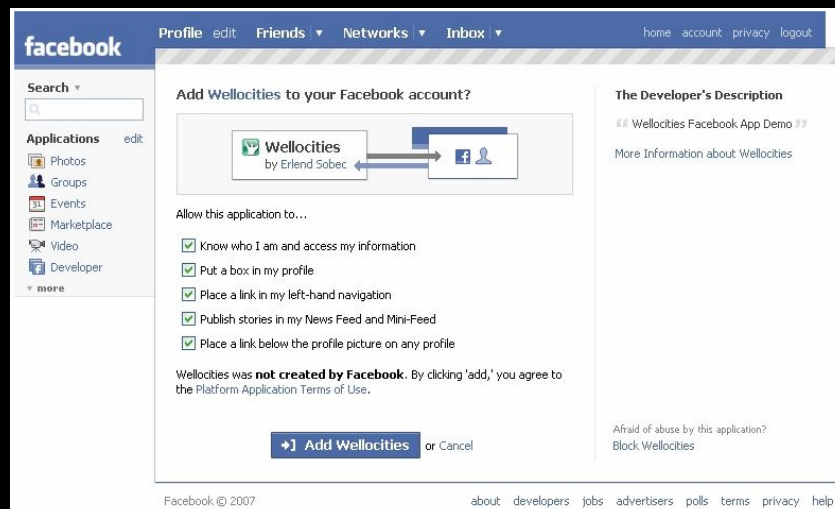 facebook
Profile edit Friends ▾ Networks ▾ Inbox ▾
home account privacy logout
Search ▾
Applications edit
Photos
Groups
31 Events
Marketplace
Video
Developer
▾ more
Add Wellocities to your Facebook account?
Wellocities
by Erlend Sobec
Allow this application to...
Know who I am and access my information
Put a box in my profile
Place a link in my left-hand navigation
Publish stories in my News Feed and Mini-Feed
Place a link below the profile picture on any profile
Wellocities was not created by Facebook. By clicking 'add,' you agree to
the Platform Application Terms of Use.
Add Wellocities or Cancel
The Developer's Description
“ Wellocities Facebook App Demo ”
More Information about Wellocities
Afraid of abuse by this application?
Block Wellocities
Facebook © 2007
about developers jobs advertisers polls terms privacy help